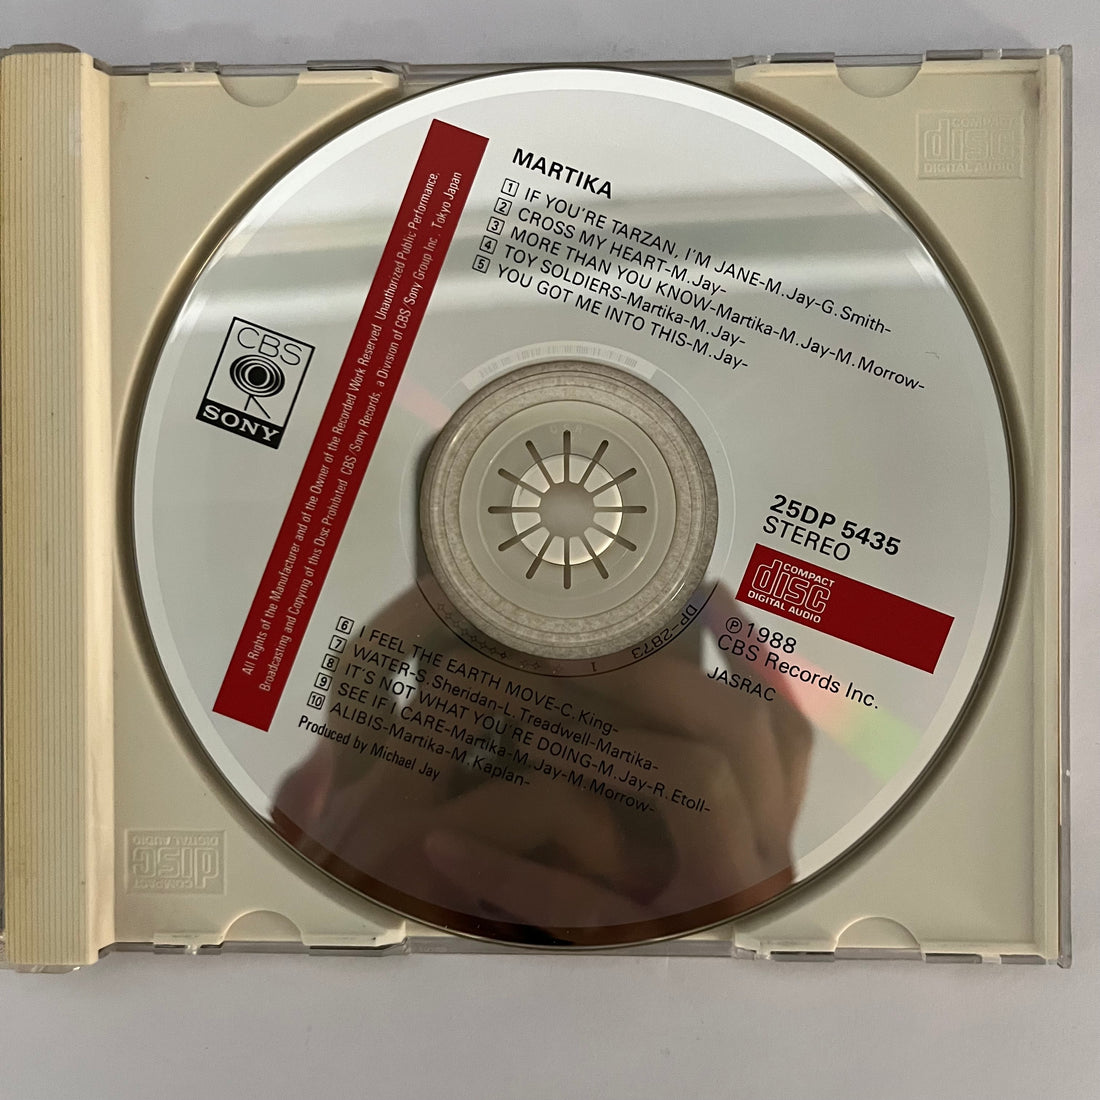 MARTIKA
1 IF YOU'RE TARZAN, I'M JANE-M.Jay-G.Smith-
2 CROSS MY HEART-M.Jay-
3 MORE THAN YOU KNOW-Martika-M.Jay-M.Morrow-
4 TOY SOLDIERS-Martika-M.Jay-
5 YOU GOT ME INTO THIS-M.Jay-
All Rights of the Manufacturer and of the Owner of the Recorded Work Reserved Unauthorized Public Performance,
Broadcasting and Copying of this Disc Prohibited CBS/Sony Records, a Division of CBS/Sony Group Inc. Tokyo Japan
CBS
SONY
25DP 5435
STEREO
COMPACT
disc
DIGITAL AUDIO
℗1988
CBS Records Inc.
JASRAC
DP-2873 1
6 I FEEL THE EARTH MOVE-C.King-
7 WATER-S.Sheridan-L.Treadwell-Martika-
8 IT'S NOT WHAT YOU'RE DOING-M.Jay-R.Etoll-
9 SEE IF I CARE-Martika-M.Jay-M.Morrow-
10 ALIBIS-Martika-M.Kaplan-
Produced by Michael Jay
COMPACT
disc
DIGITAL AUDIO
COMPACT
disc
DIGITAL AUDIO